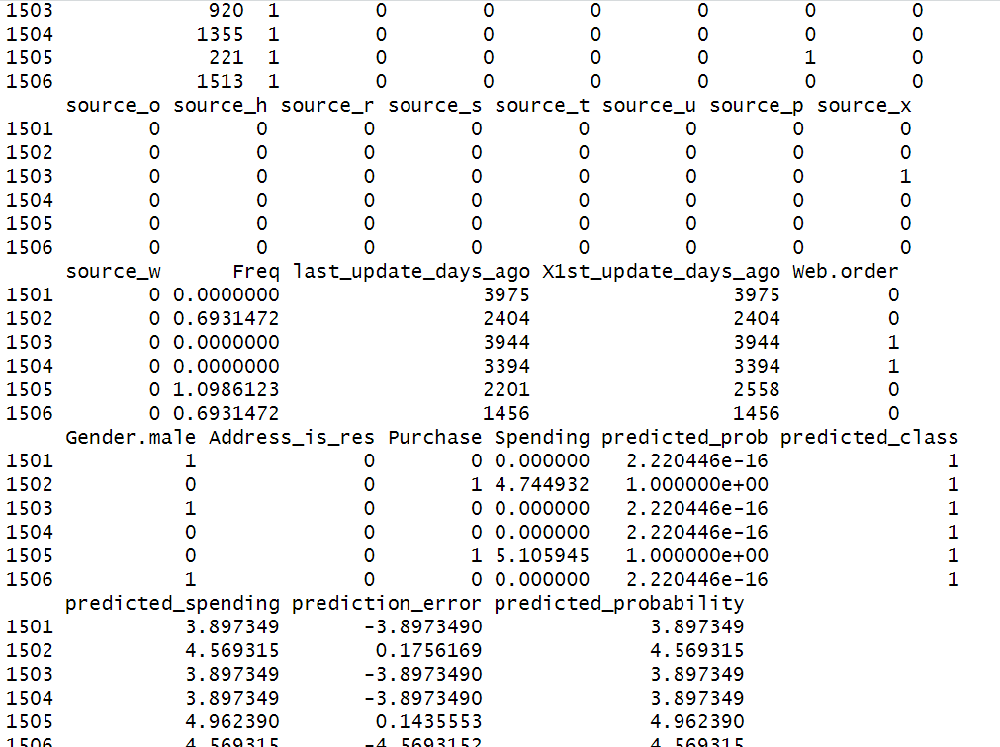 1503 920 1 0 0 0 0 0 0
1504 1355 1 0 0 0 0 0 0
1505 221 1 0 0 0 0 1 0
1506 1513 1 0 0 0 0 0 0
source_o source_h source_r source_s source_t source_u source_p source_x
1501 0 0 0 0 0 0 0 0
1502 0 0 0 0 0 0 0 0
1503 0 0 0 0 0 0 0 1
1504 0 0 0 0 0 0 0 0
1505 0 0 0 0 0 0 0 0
1506 0 0 0 0 0 0 0 0
source_w Freq last_update_days_ago X1st_update_days_ago Web.order
1501 0 0.0000000 3975 3975 0
1502 0 0.6931472 2404 2404 0
1503 0 0.0000000 3944 3944 1
1504 0 0.0000000 3394 3394 1
1505 0 1.0986123 2201 2558 0
1506 0 0.6931472 1456 1456 0
Gender.male Address_is_res Purchase Spending predicted_prob predicted_class
1501 1 0 0 0.000000 2.220446e-16 1
1502 0 0 1 4.744932 1.000000e+00 1
1503 1 0 0 0.000000 2.220446e-16 1
1504 0 0 0 0.000000 2.220446e-16 1
1505 0 0 1 5.105945 1.000000e+00 1
1506 1 0 0 0.000000 2.220446e-16 1
predicted_spending prediction_error predicted_probability
1501 3.897349 -3.8973490 3.897349
1502 4.569315 0.1756169 4.569315
1503 3.897349 -3.8973490 3.897349
1504 3.897349 -3.8973490 3.897349
1505 4.962390 0.1435553 4.962390
1506 4.569315 -4.5693152 4.569315